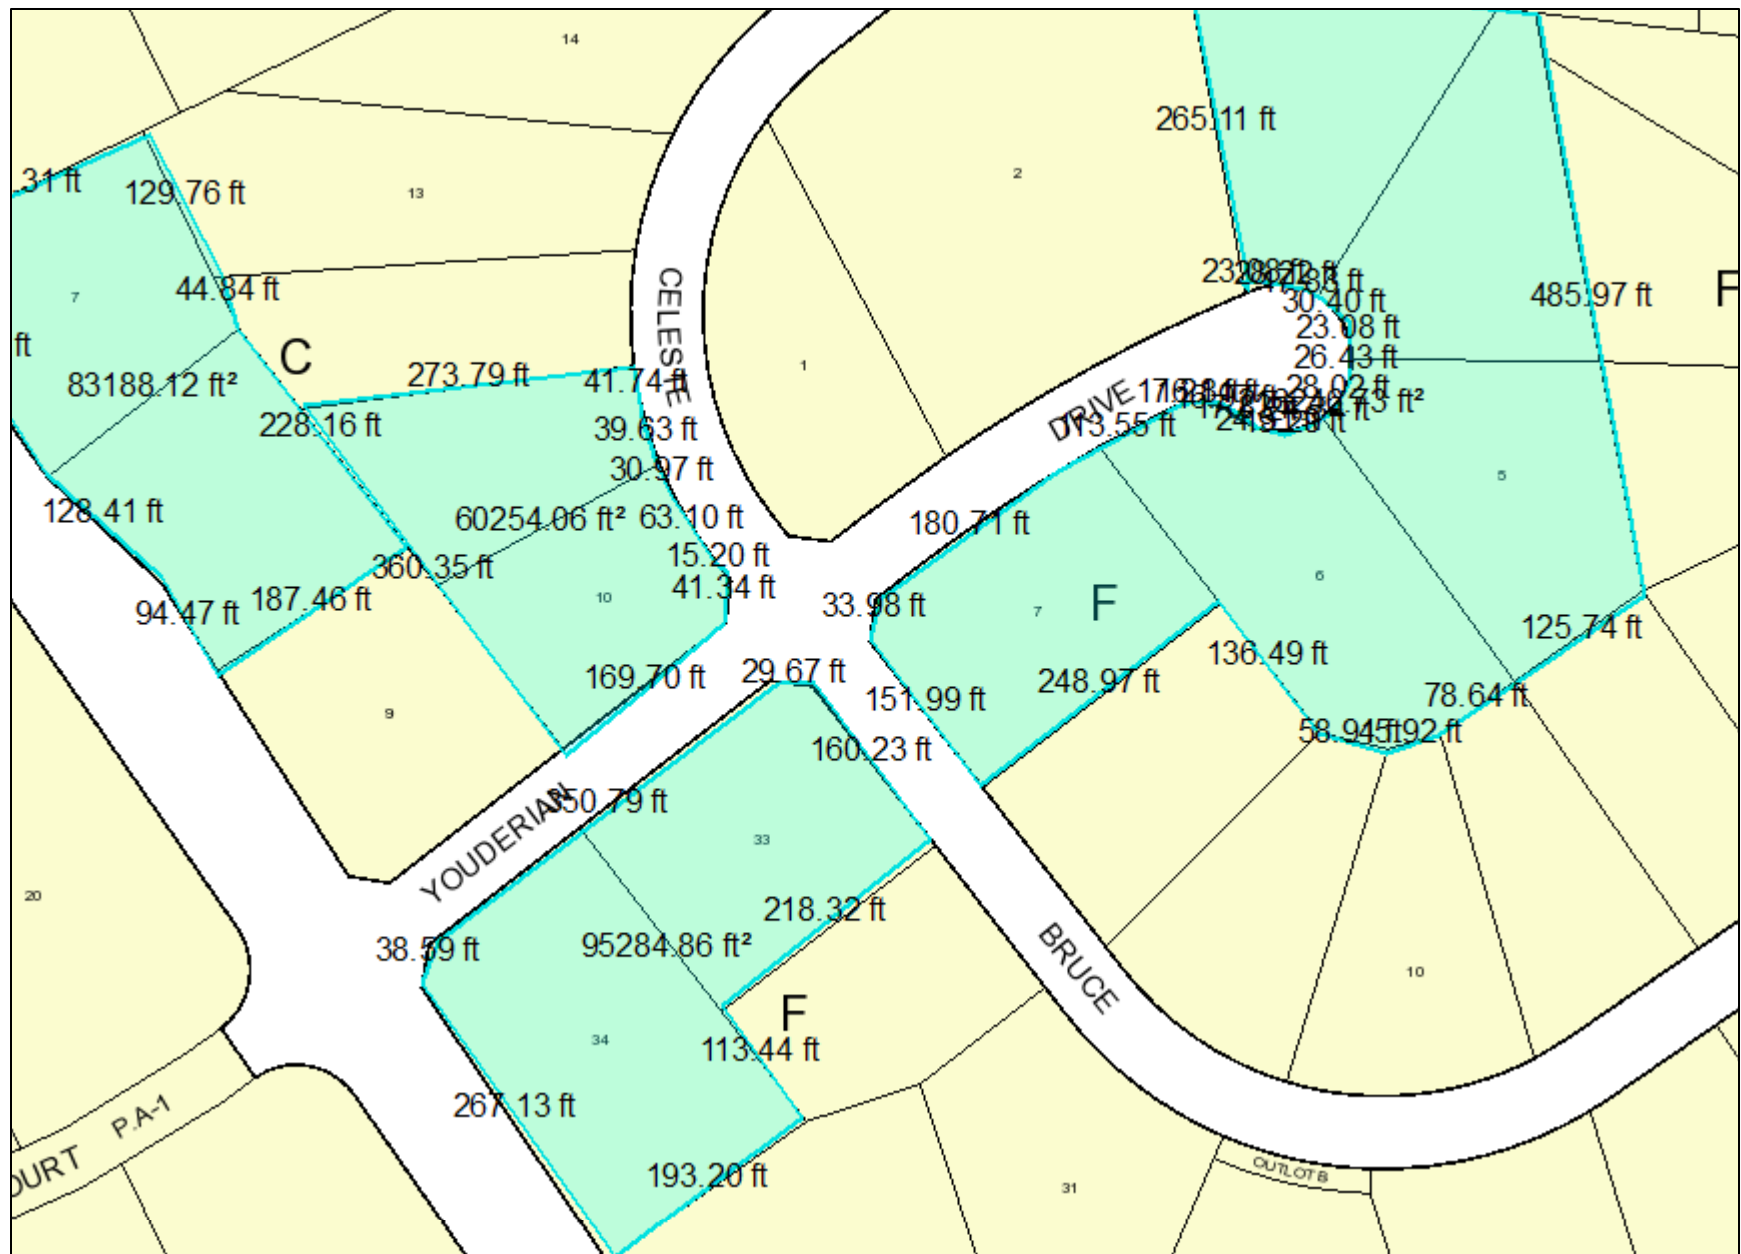 14
265.11 ft
2
.31 ft
129.76 ft
13
7
44.84 ft
CELESTE
485.97 ft
F
30.40 ft
23.08 ft
ft
C
26.43 ft
83188.12 ft²
273.79 ft
41.74 ft
1
28.02 ft
228.16 ft
39.63 ft
DRIVE
30.97 ft
5
128.41 ft
60254.06 ft²
63.10 ft
180.71 ft
15.20 ft
360.35 ft
41.34 ft
6
94.47 ft
187.46 ft
10
33.98 ft
7
F
125.74 ft
136.49 ft
169.70 ft
29.67 ft
248.97 ft
151.99 ft
78.64 ft
9
160.23 ft
YOUDERIAN
33
20
218.32 ft
38.59 ft
95284.86 ft²
BRUCE
10
F
34
113.44 ft
267.13 ft
P.A-1
193.20 ft
OUTLOT B
31